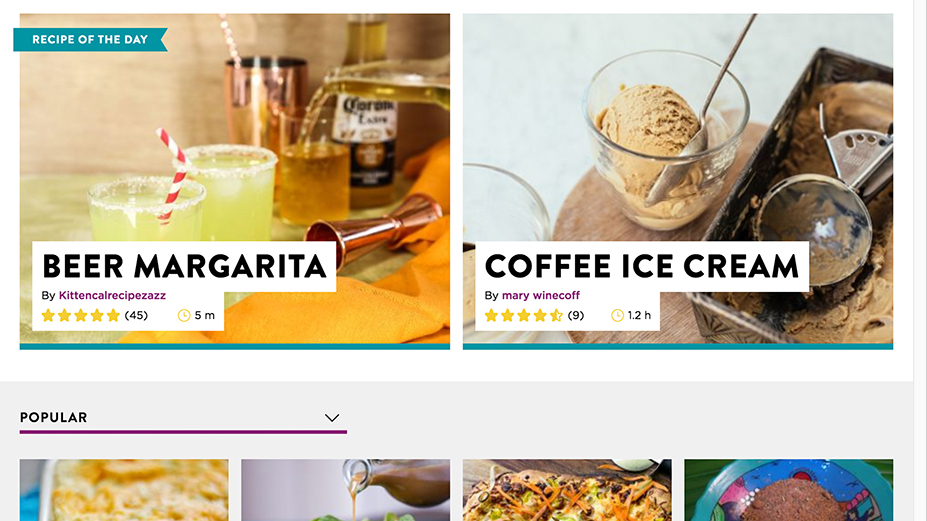 RECIPE OF THE DAY
Corona
Extra
BEER MARGARITA
By Kittencalrecipezazz
(45) 5 m
COFFEE ICE CREAM
By mary winecoff
(9) 1.2 h
POPULAR